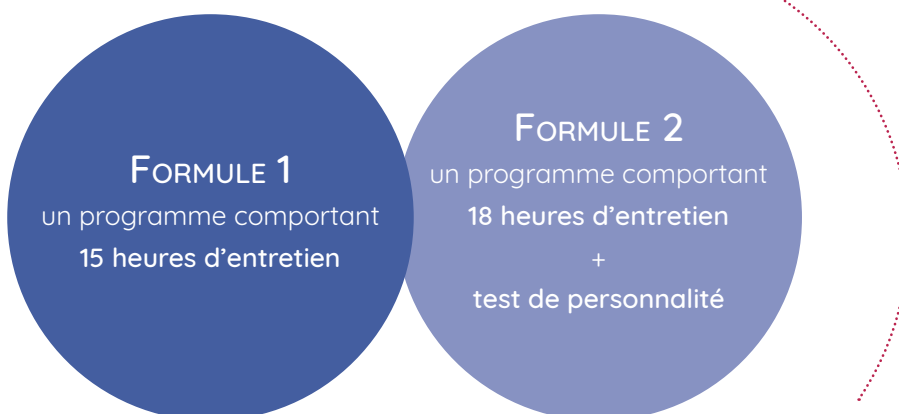 Formule 1
un programme comportant
15 heures d’entretien
Formule 2
un programme comportant
18 heures d’entretien
+
test de personnalité